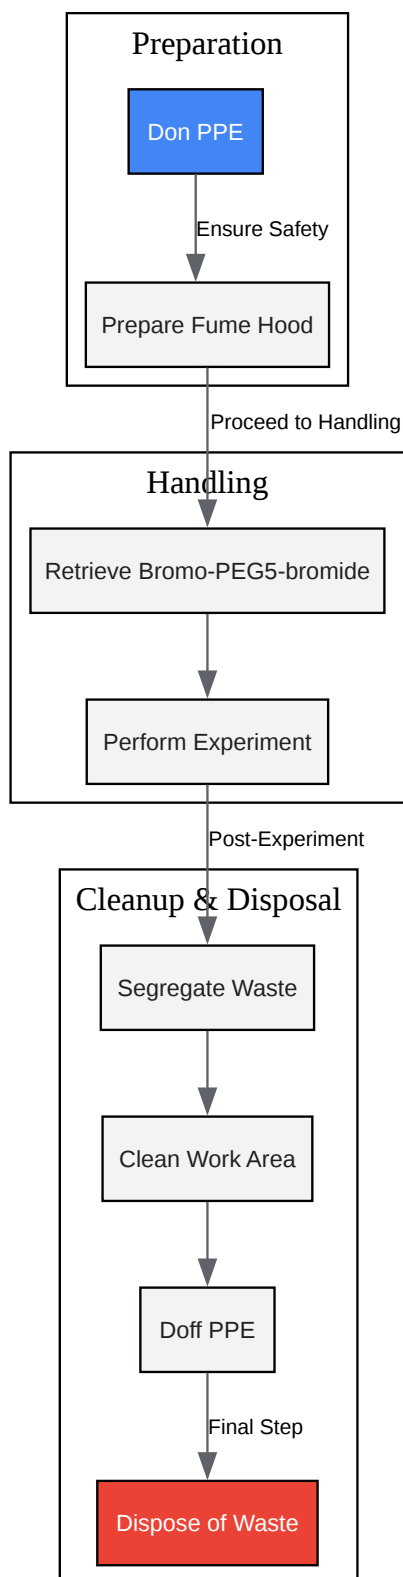 Preparation
Don PPE
Ensure Safety
Prepare Fume Hood
Proceed to Handling
Handling
Retrieve Bromo-PEG5-bromide
Perform Experiment
Post-Experiment
Cleanup & Disposal
Segregate Waste
Clean Work Area
Doff PPE
Final Step
Dispose of Waste